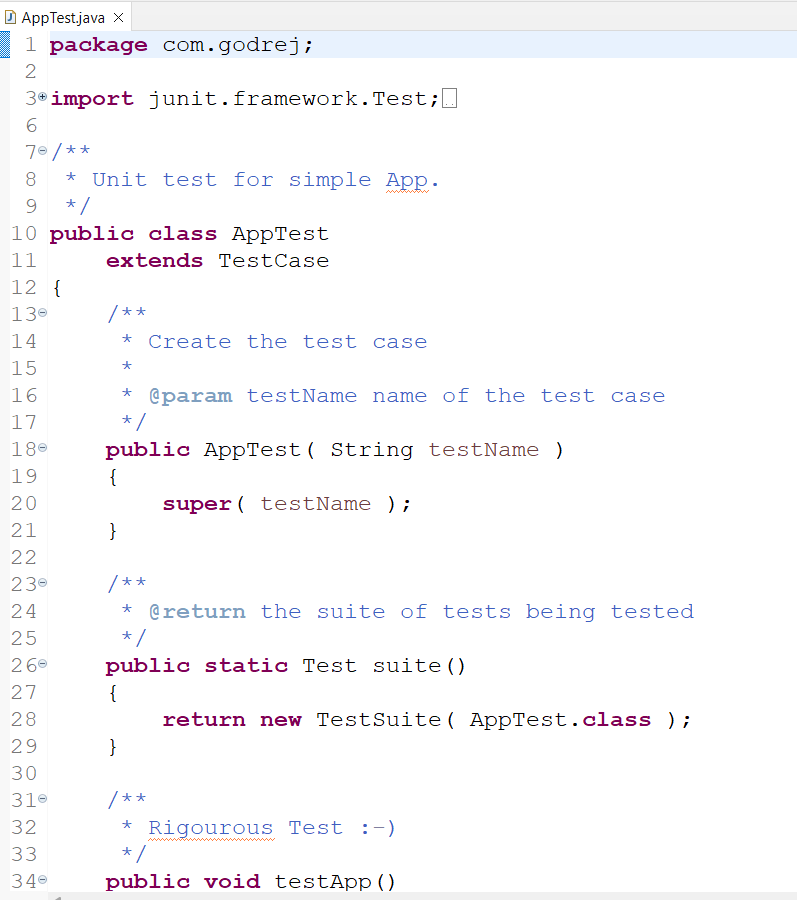 AppTest.java
1 package com.godrej;
2
3 import junit.framework.Test;
6
7 /**
8  * Unit test for simple App.
9  */
10 public class AppTest
11     extends TestCase
12 {
13     /**
14      * Create the test case
15      *
16      * @param testName name of the test case
17      */
18     public AppTest( String testName )
19     {
20         super( testName );
21     }
22
23     /**
24      * @return the suite of tests being tested
25      */
26     public static Test suite()
27     {
28         return new TestSuite( AppTest.class );
29     }
30
31     /**
32      * Rigourous Test :-)
33      */
34     public void testApp()